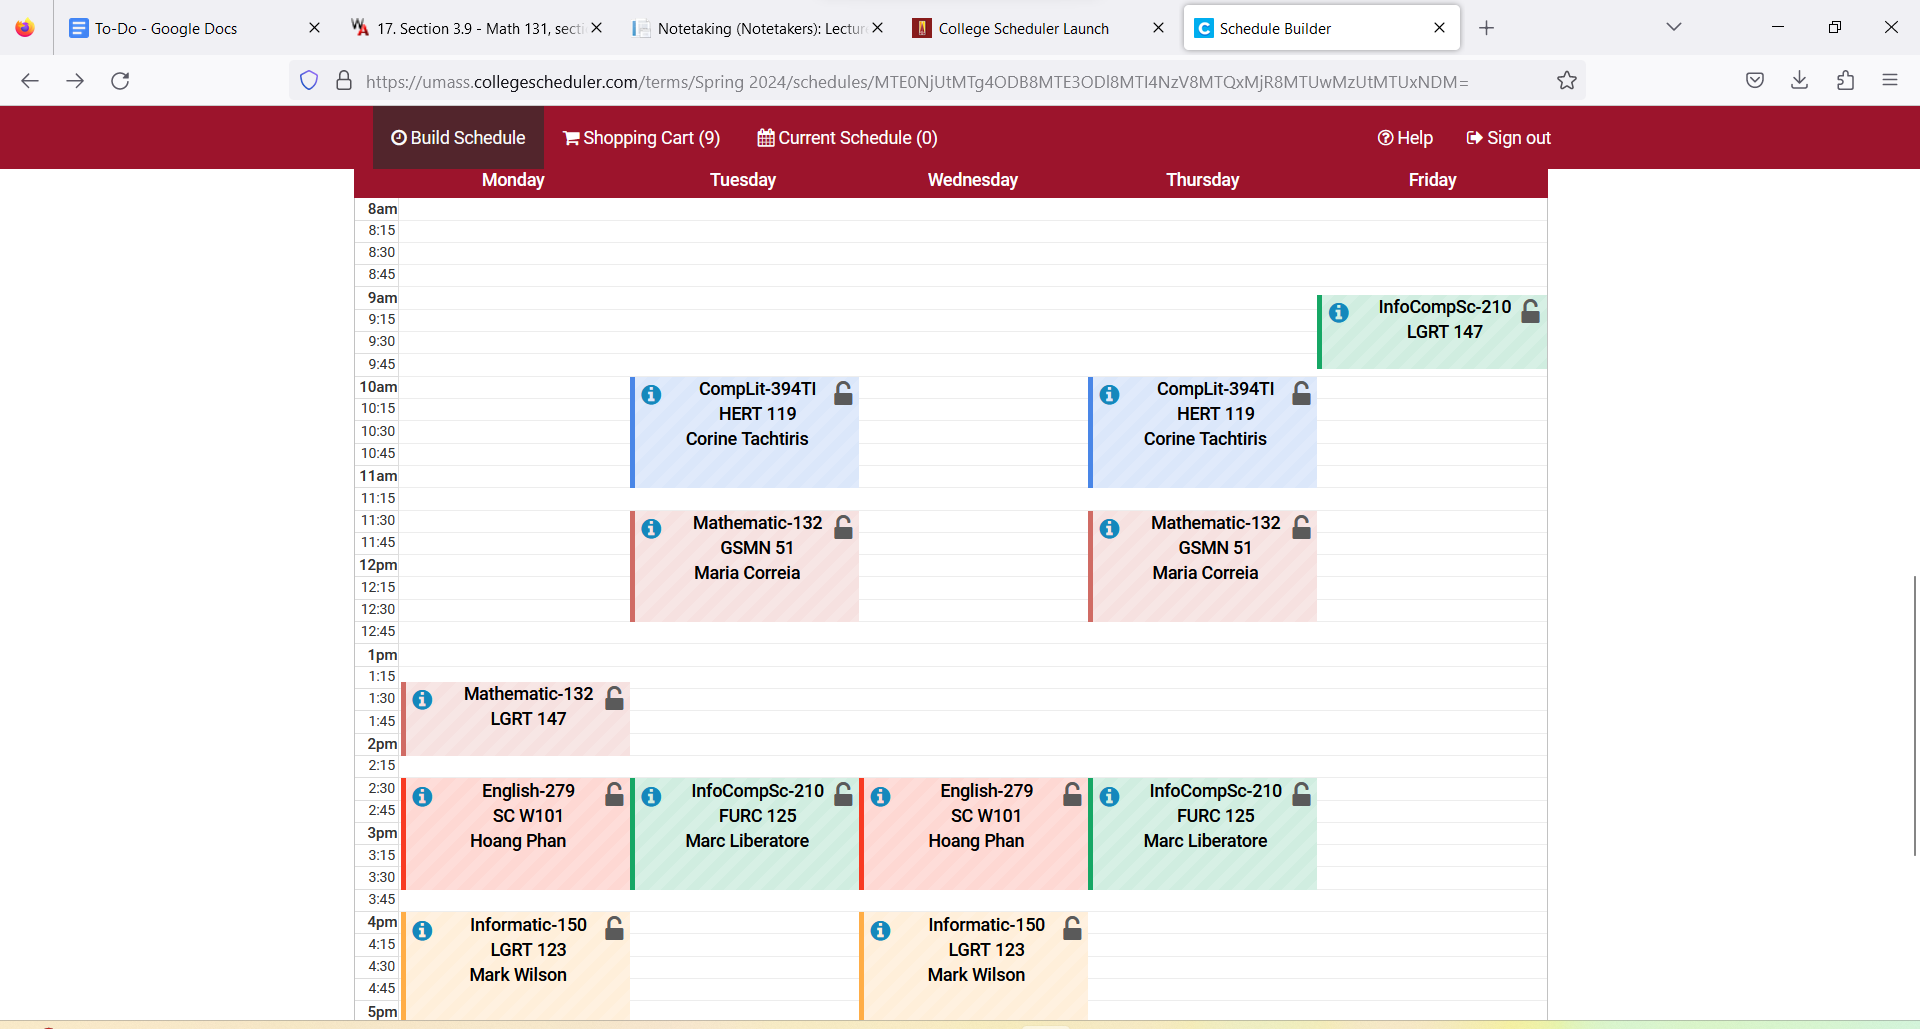 To-Do - Google Docs
17. Section 3.9 - Math 131, secti
Notetaking (Notetakers): Lectur
College Scheduler Launch
Schedule Builder
https://umass.collegescheduler.com/terms/Spring 2024/schedules/MTE0NjUtMTg4ODB8MTE3ODI8MTI4NzV8MTQxMjR8MTUwMzUtMTUxNDM=
Build Schedule
Shopping Cart (9)
Current Schedule (0)
Help
Sign out
Monday
Tuesday
Wednesday
Thursday
Friday
8am
8:15
8:30
8:45
9am
9:15
9:30
9:45
10am
10:15
10:30
10:45
11am
11:15
11:30
11:45
12pm
12:15
12:30
12:45
1pm
1:15
1:30
1:45
2pm
2:15
2:30
2:45
3pm
3:15
3:30
3:45
4pm
4:15
4:30
4:45
5pm
InfoCompSc-210
LGRT 147
CompLit-394TI
HERT 119
Corine Tachtiris
CompLit-394TI
HERT 119
Corine Tachtiris
Mathematic-132
GSMN 51
Maria Correia
Mathematic-132
GSMN 51
Maria Correia
Mathematic-132
LGRT 147
English-279
SC W101
Hoang Phan
InfoCompSc-210
FURC 125
Marc Liberatore
English-279
SC W101
Hoang Phan
InfoCompSc-210
FURC 125
Marc Liberatore
Informatic-150
LGRT 123
Mark Wilson
Informatic-150
LGRT 123
Mark Wilson